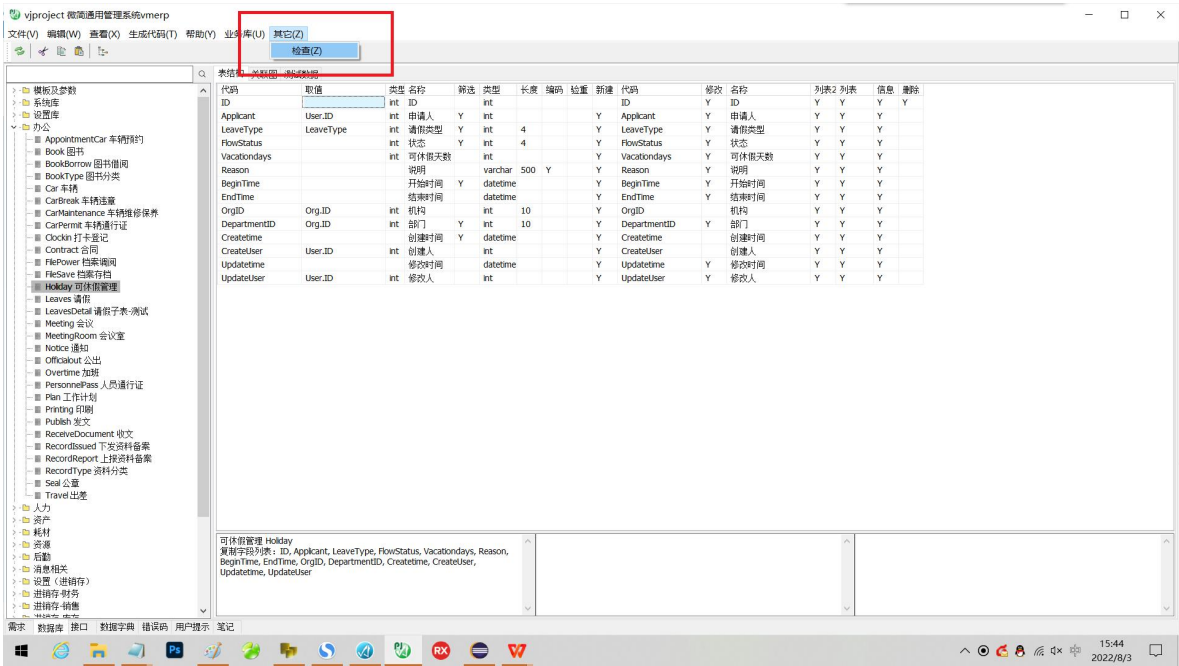 vjproject 微简通用管理系统vmerp
文件(V) 编辑(W) 查看(X) 生成代码(T) 帮助(Y) 业务库(U) 其它(Z)
检查(Z)
表结构 关联图 测试数据
模板及参数
系统库
设置库
办公
AppointmentCar 车辆预约
Book 图书
BookBorrow 图书借阅
BookType 图书分类
Car 车辆
CarBreak 车辆违章
CarMaintenance 车辆维修保养
CarPermit 车辆通行证
Clockin 打卡登记
Contract 合同
FilePower 档案调阅
FileSave 档案存档
Holiday 可休假管理
Leaves 请假
LeavesDetail 请假子表-测试
Meeting 会议
MeetingRoom 会议室
Notice 通知
Officialout 公出
Overtime 加班
PersonnelPass 人员通行证
Plan 工作计划
Printing 印刷
Publish 发文
ReceiveDocument 收文
RecordIssued 下发资料备案
RecordReport 上报资料备案
RecordType 资料分类
Seal 公章
Travel 出差
人力
资产
耗材
资源
后勤
消息相关
设置（进销存）
进销存-财务
进销存-销售
进销存-库存
代码 取值 类型 名称 筛选 类型 长度 编码 检重 新建 代码 修改 名称 列表2 列表 信息 删除
ID int ID int ID Y ID Y Y Y Y
Applicant User.ID int 申请人 Y int Y Applicant Y 申请人 Y Y Y
LeaveType LeaveType int 请假类型 Y int 4 Y LeaveType Y 请假类型 Y Y Y
FlowStatus int 状态 Y int 4 Y FlowStatus Y 状态 Y Y Y
Vacationdays int 可休假天数 int Y Vacationdays Y 可休假天数 Y Y Y
Reason 说明 varchar 500 Y Y Reason Y 说明 Y Y Y
BeginTime 开始时间 Y datetime Y BeginTime Y 开始时间 Y Y Y
EndTime 结束时间 datetime Y EndTime Y 结束时间 Y Y Y
OrgID Org.ID int 机构 int 10 Y OrgID 机构 Y Y Y
DepartmentID Org.ID int 部门 Y int 10 Y DepartmentID Y 部门 Y Y Y
Createtime 创建时间 Y datetime Y Createtime 创建时间 Y Y Y
CreateUser User.ID int 创建人 int Y CreateUser 创建人 Y Y Y
Updatetime 修改时间 datetime Y Updatetime Y 修改时间 Y Y Y
UpdateUser User.ID int 修改人 int Y UpdateUser Y 修改人 Y Y Y
可休假管理 Holiday
复制字段列表：ID, Applicant, LeaveType, FlowStatus, Vacationdays, Reason,
BeginTime, EndTime, OrgID, DepartmentID, Createtime, CreateUser,
Updatetime, UpdateUser
需求 数据库 接口 数据字典 错误码 用户提示 笔记
Ps
RX
中
15:44
2022/8/3